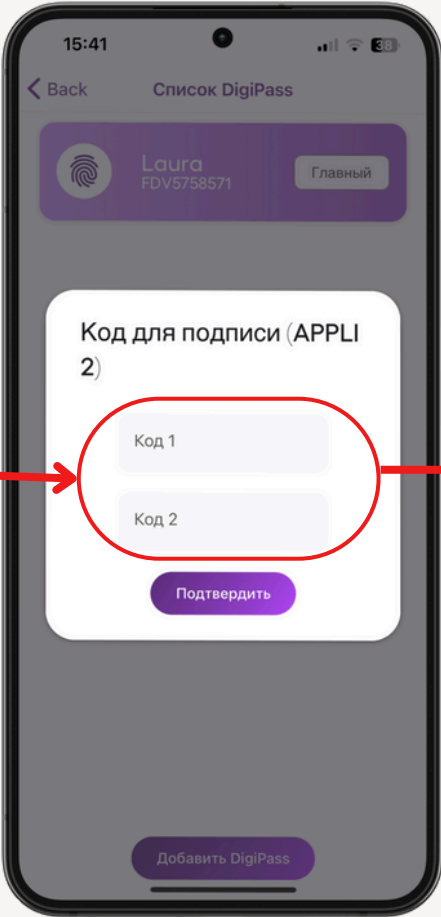 15:41
38
Back
Список DigiPass
Laura
FDV5758571
Главный
Код для подписи (APPLI
2)
Код 1
Код 2
Подтвердить
Добавить DigiPass